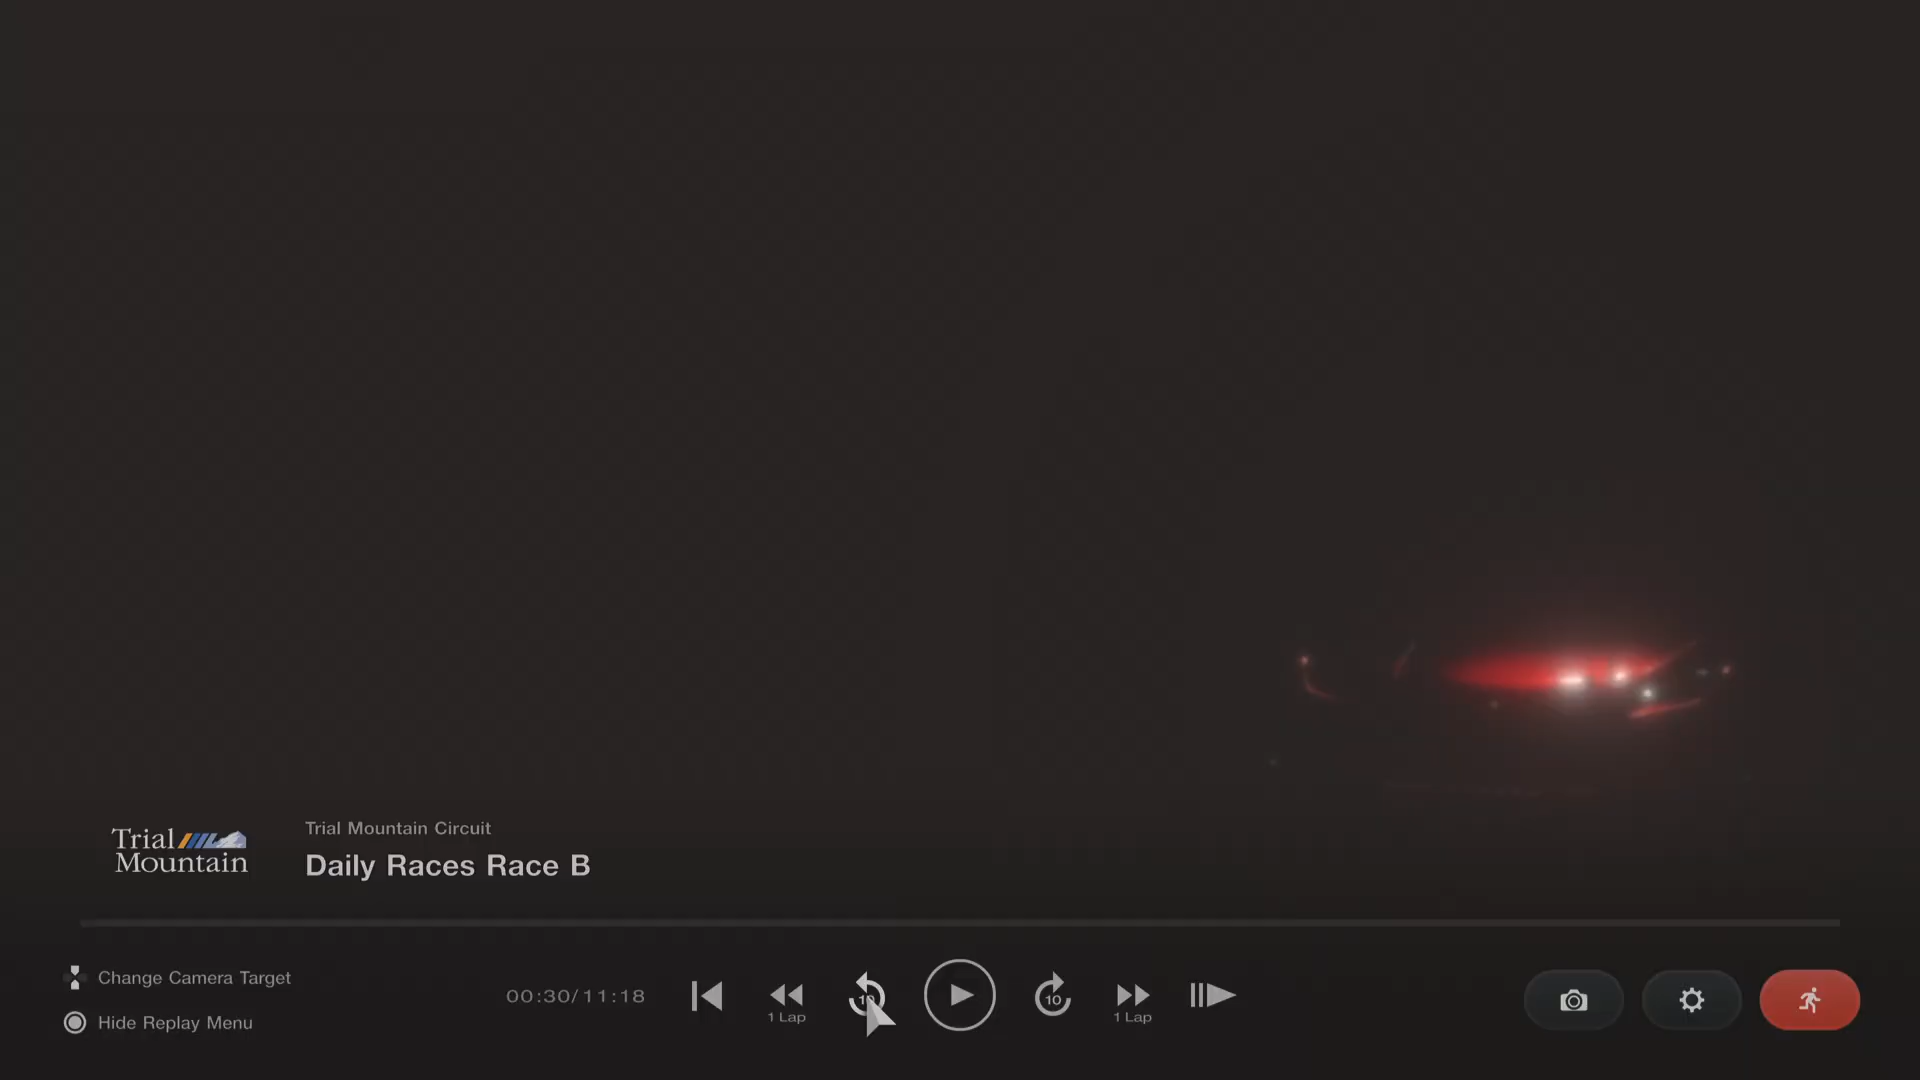 Trial
Mountain
Trial Mountain Circuit
Daily Races Race B
Change Camera Target
Hide Replay Menu
00:30/11:18
1 Lap
10
10
1 Lap